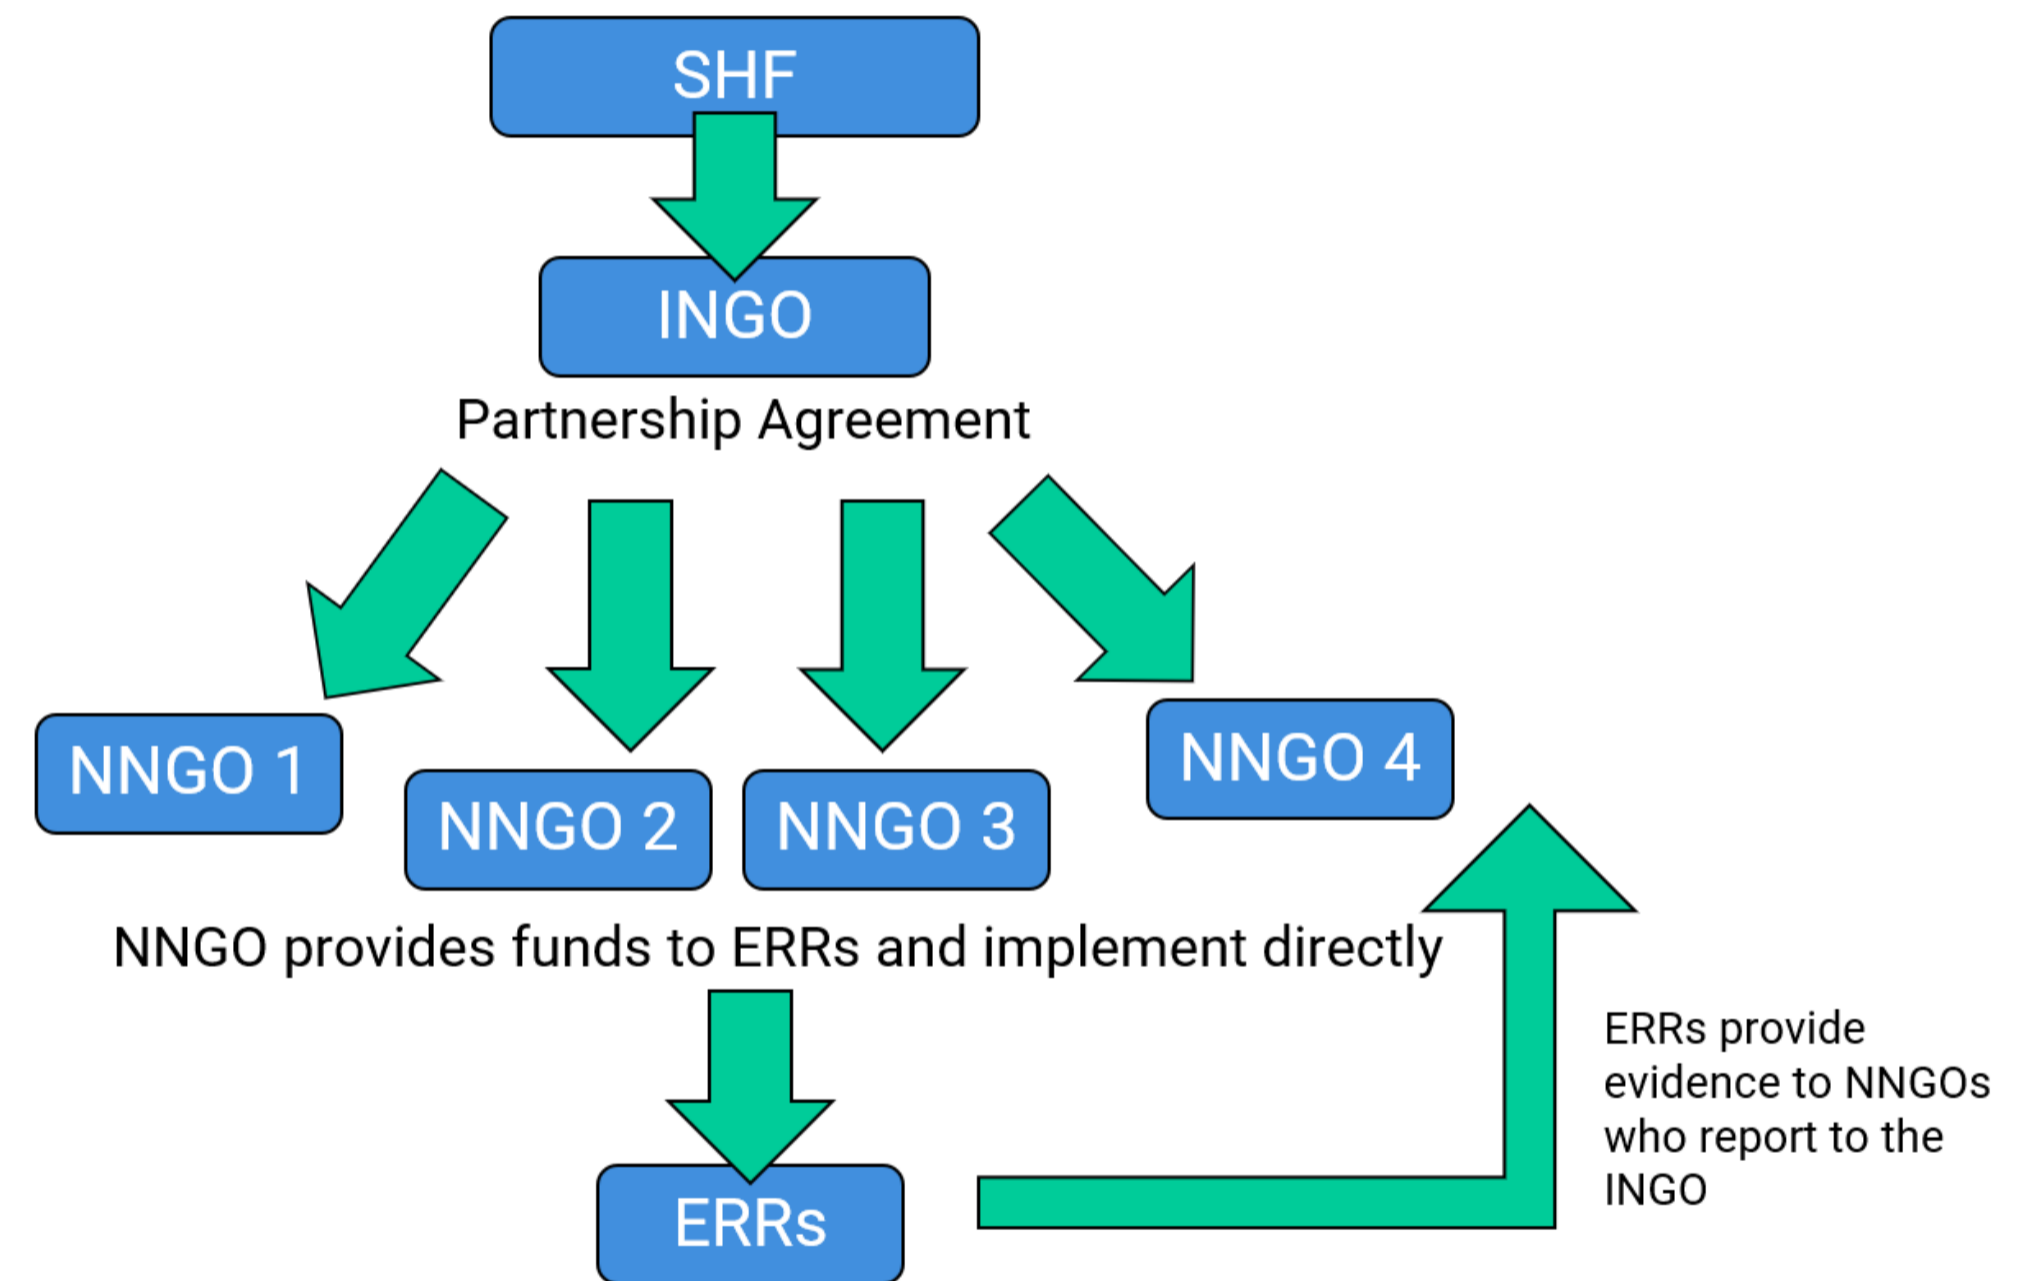 SHF
INGO
Partnership Agreement
NNGO 1
NNGO 2
NNGO 3
NNGO 4
NNGO provides funds to ERRs and implement directly
ERRs
ERRs provide
evidence to NNGOs
who report to the
INGO